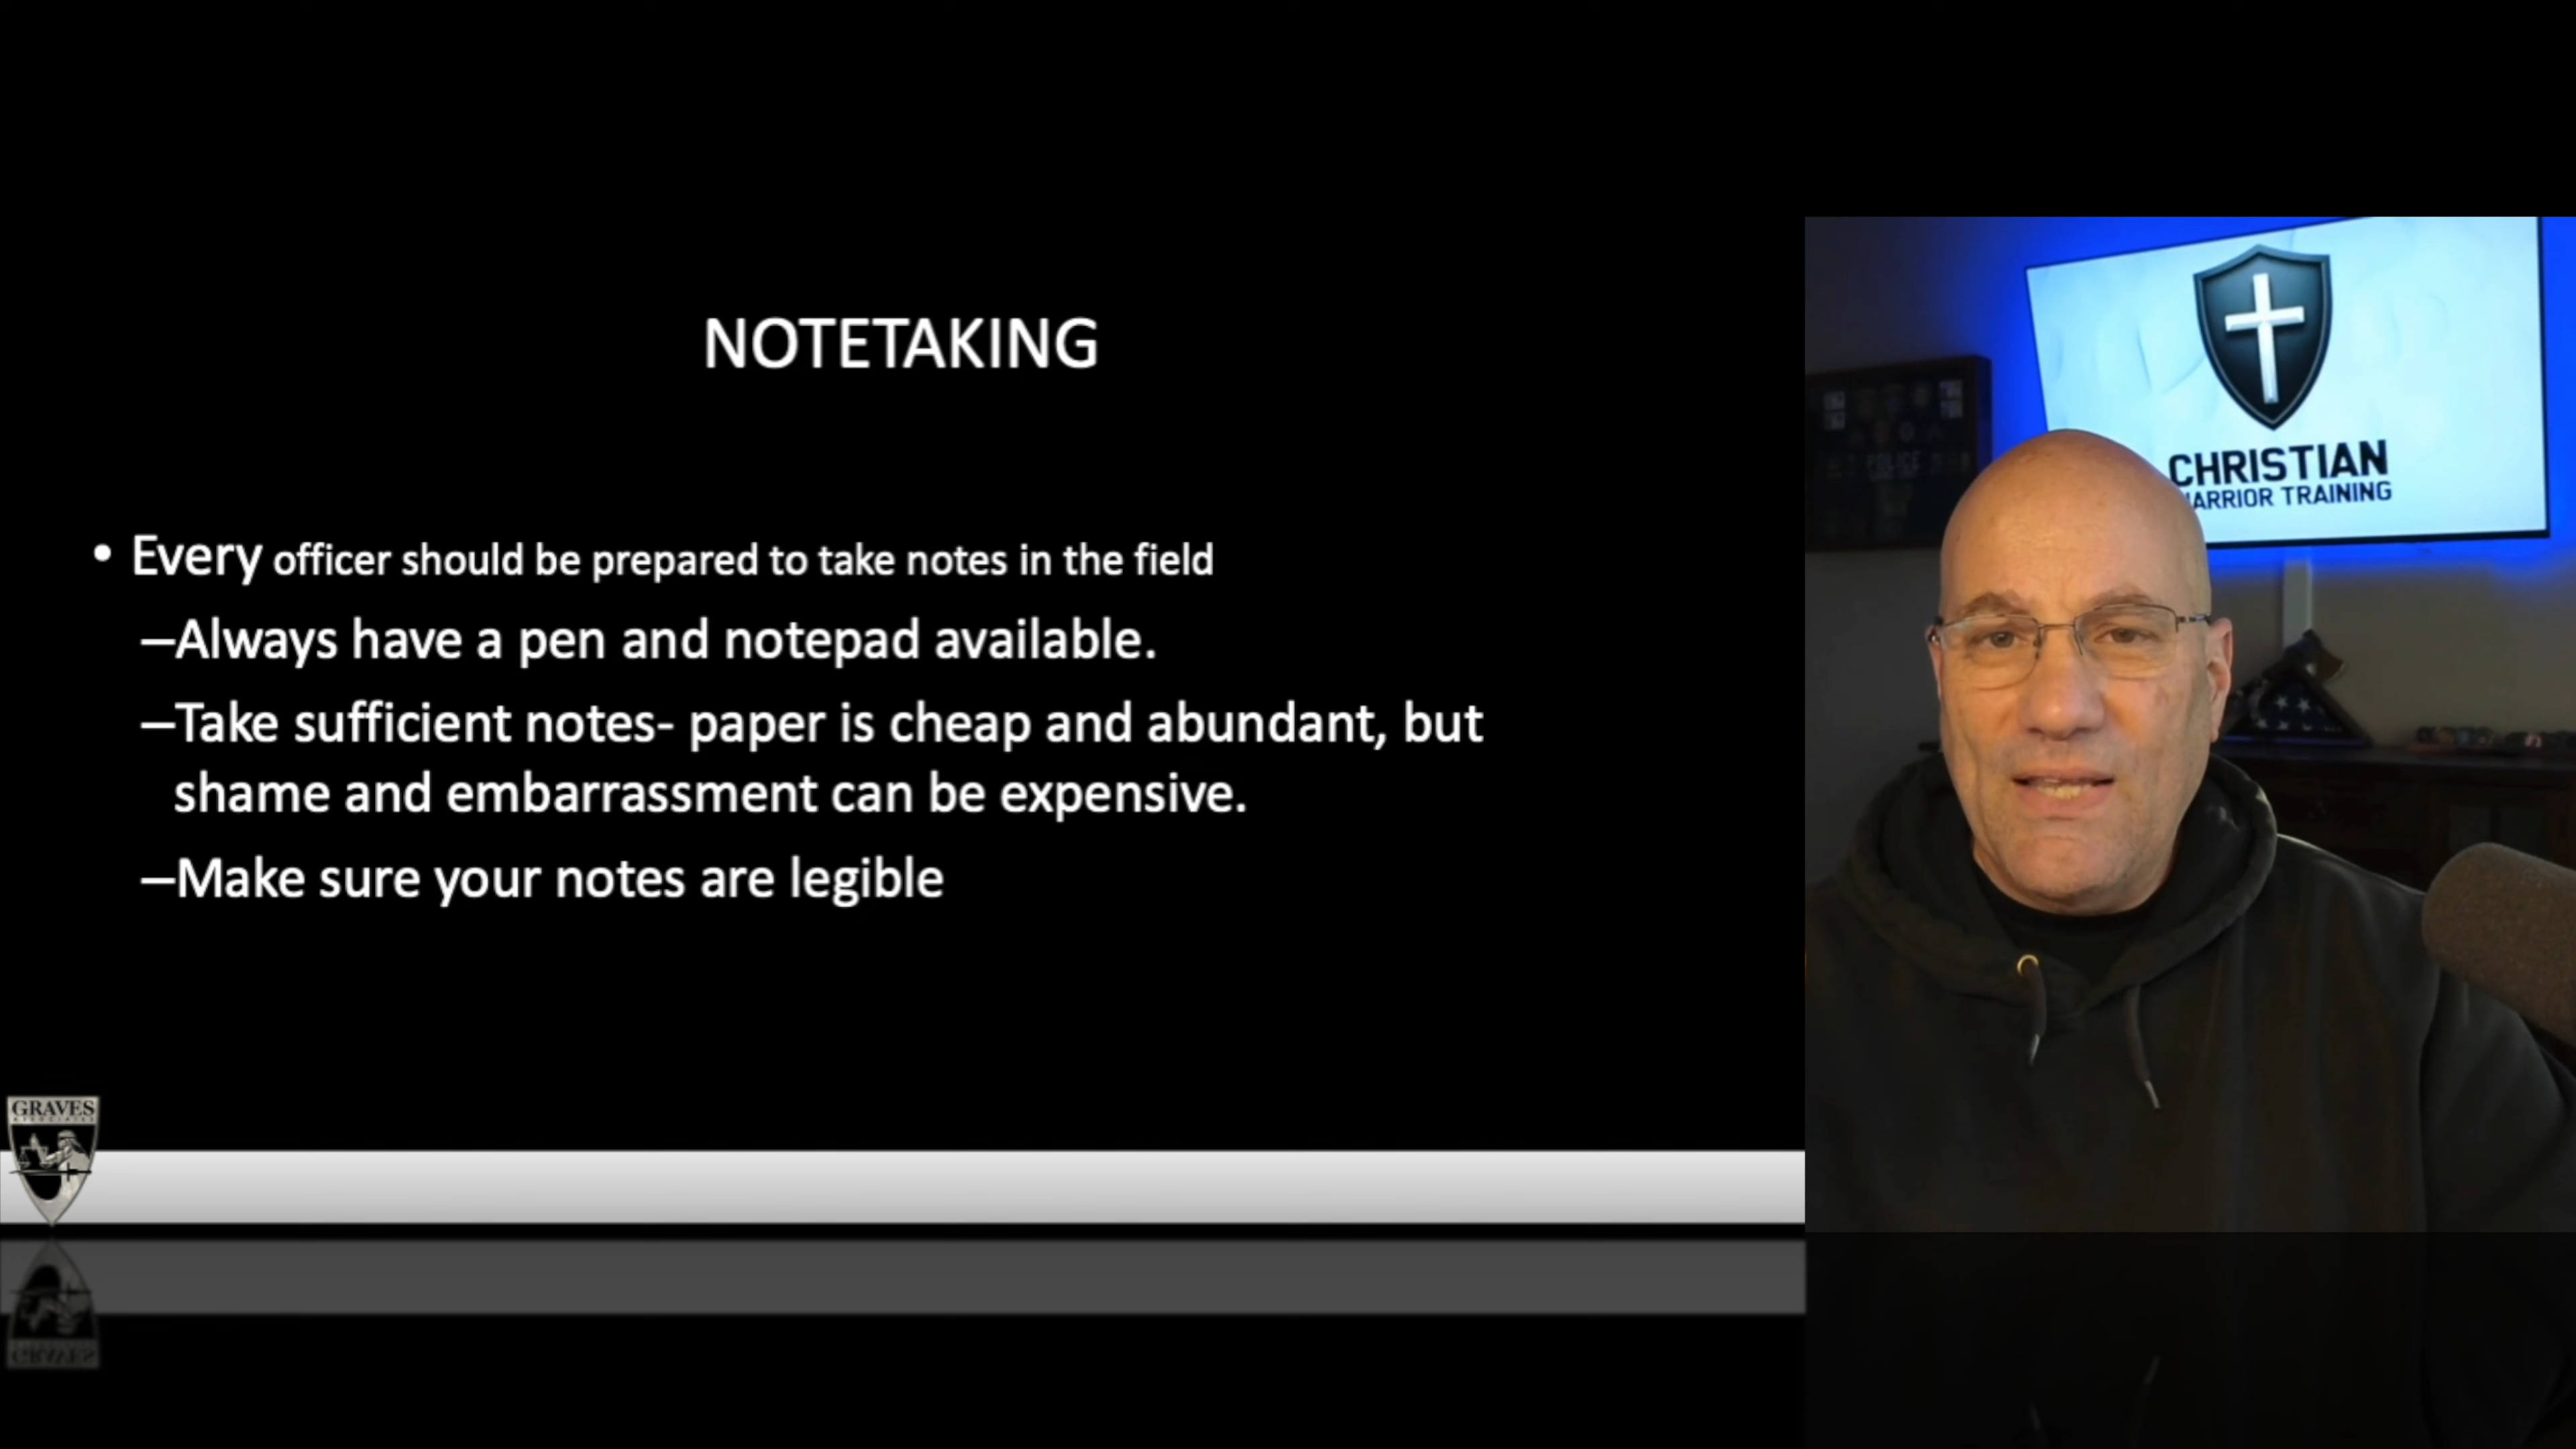 NOTETAKING
• Every officer should be prepared to take notes in the field
–Always have a pen and notepad available.
–Take sufficient notes- paper is cheap and abundant, but
shame and embarrassment can be expensive.
–Make sure your notes are legible
GRAVES
CHRISTIAN
WARRIOR TRAINING
POLICE